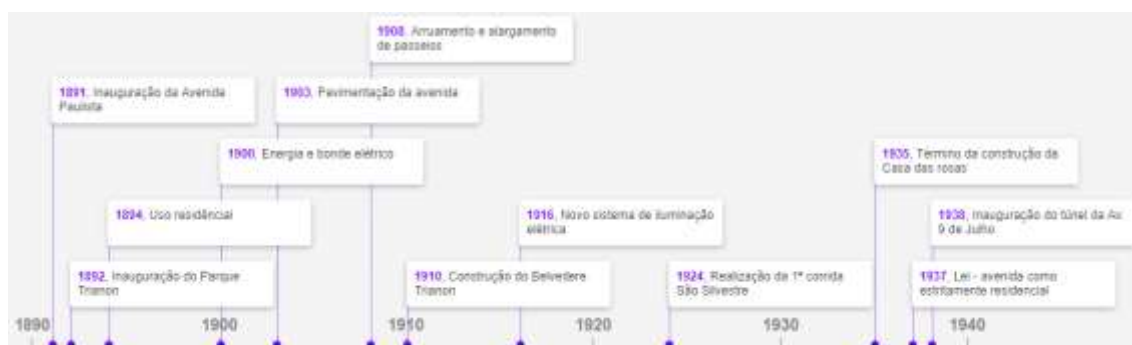 1908, Arruamento e alargamento
de passeios
1891, Inauguração da Avenida
Paulista
1903, Pavimentação da avenida
1900, Energia e bonde elétrico
1935, Término da construção da
Casa das rosas
1894, Uso residêncial
1916, Novo sistema de iluminação
elétrica
1938, Inauguração do túnel da Av
9 de Julho
1892, Inauguração do Parque
Trianon
1910, Construção do Belvedere
Trianon
1924, Realização da 1ª corrida
São Silvestre
1937, Lei - avenida como
estritamente residencial
1890
1900
1910
1920
1930
1940